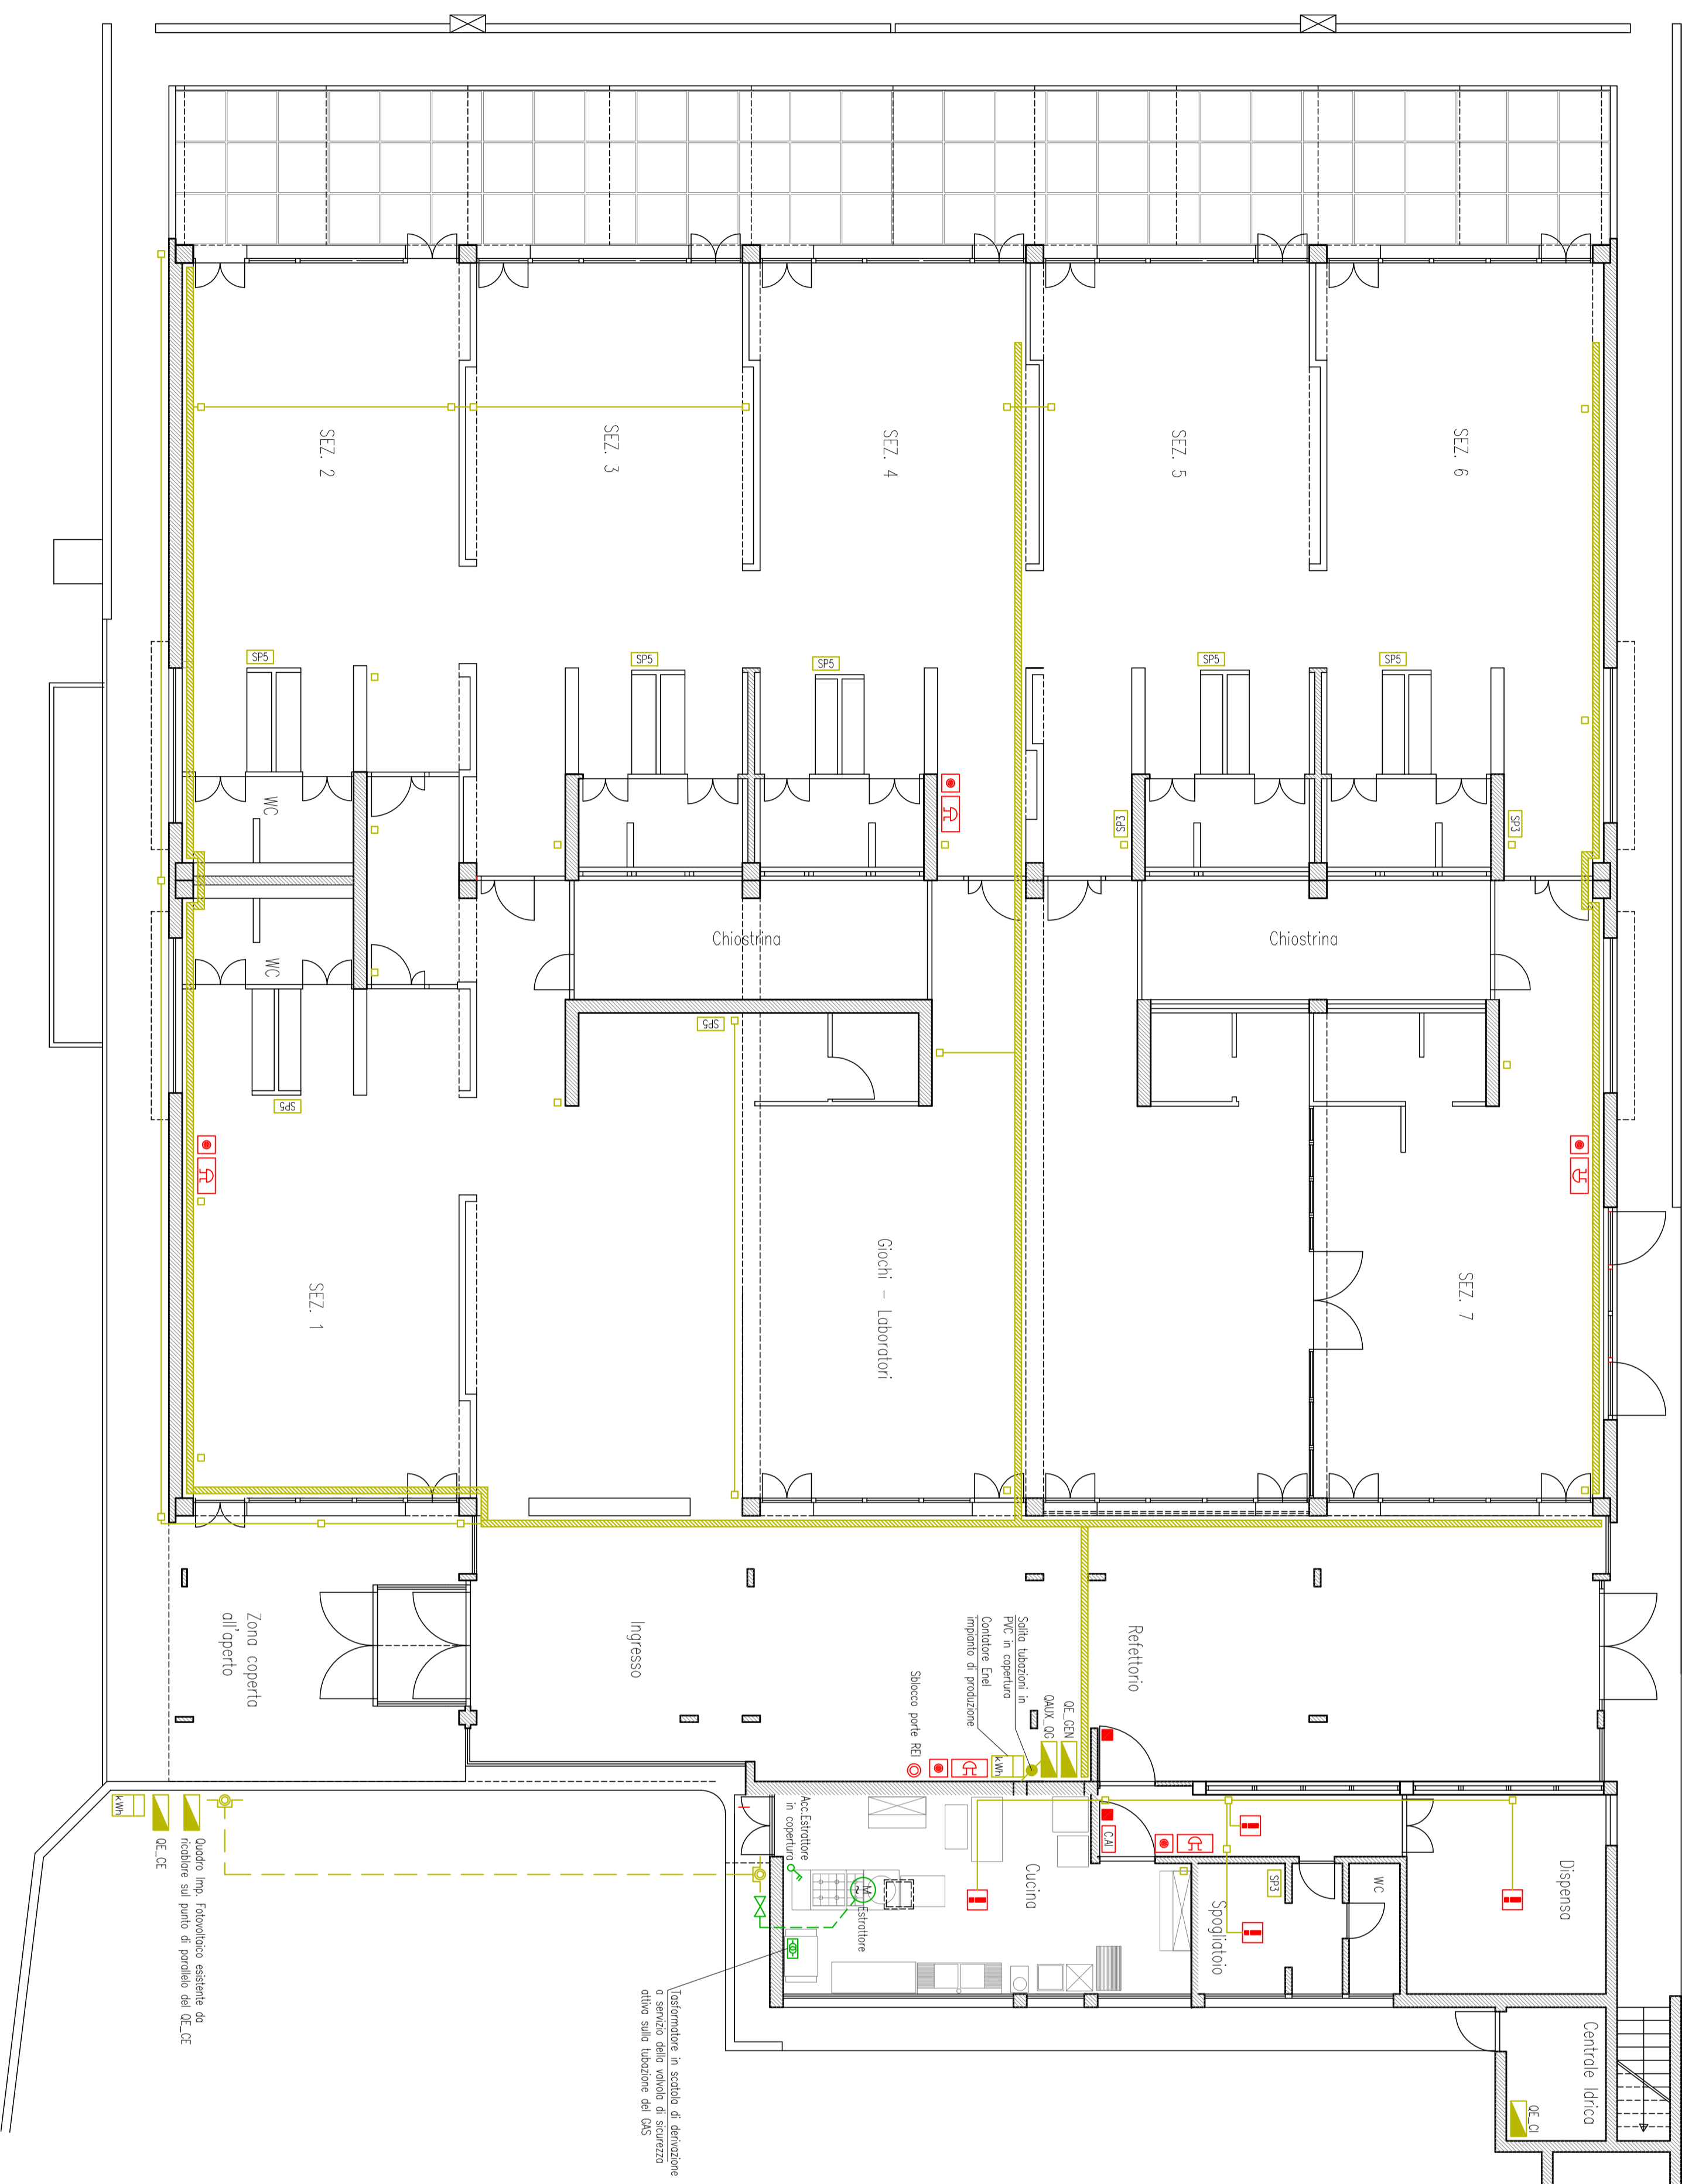 SEZ. 2
SEZ. 3
SEZ. 4
SEZ. 5
SEZ. 6
SP5
SP5
SP5
SP5
SP5
WC
SP3
SP3
Chiostrina
Chiostrina
WC
SP5
SP5
SEZ. 1
Giochi - Laboratori
SEZ. 7
Zona coperta
all'aperto
Ingresso
Refettorio
Salita tubazioni in
PVC in copertura
Contatore Enel
impianto di produzione
Sblocco porte REI
QAUX_QG
QE_GEN
kWh
kWh
QE_CE
Quadro Imp. Fotovoltaico esistente da
ricablare sul punto di parallelo del QE_CE
Acc.Estrattore
in copertura
M
~
Estrattore
Cucina
C.AI
SP3
WC
Spogliatoio
Dispensa
Tasformatore in scatola di derivazione
a servizio della valvola di sicurezza
attiva sulla tubazione del GAS
Centrale Idrica
QE_CI